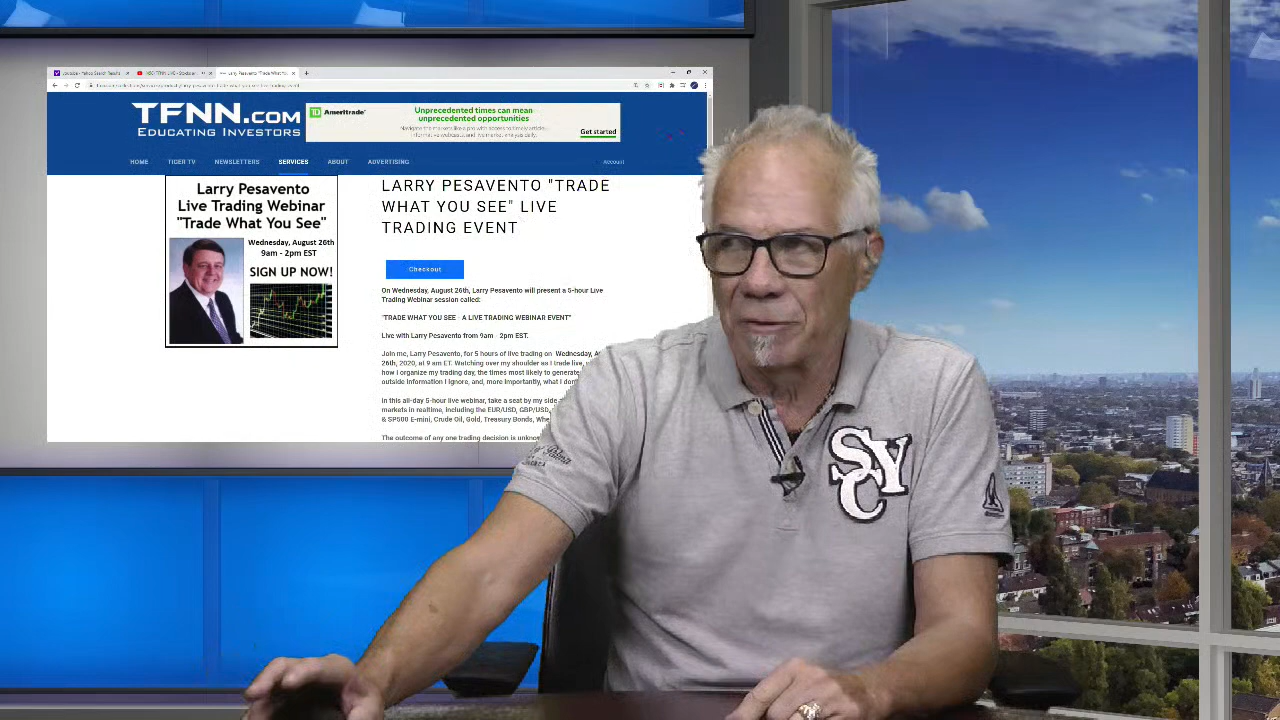 Larry Pesavento "Trade What Y
TFNN.COM
EDUCATING INVESTORS
TD Ameritrade
Unprecedented times can mean
unprecedented opportunities
Get started
HOME TIGER TV NEWSLETTERS SERVICES ABOUT ADVERTISING Account
Larry Pesavento
Live Trading Webinar
"Trade What You See"
Wednesday, August 26th
9am - 2pm EST
SIGN UP NOW!
LARRY PESAVENTO "TRADE
WHAT YOU SEE" LIVE
TRADING EVENT
Checkout
On Wednesday, August 26th, Larry Pesavento will present a 5-hour Live
Trading Webinar session called:
"TRADE WHAT YOU SEE - A LIVE TRADING WEBINAR EVENT"
Live with Larry Pesavento from 9am - 2pm EST.
Join me, Larry Pesavento, for 5 hours of live trading on Wednesday, A
26th, 2020, at 9 am ET. Watching over my shoulder as I trade live,
how I organize my trading day, the times most likely to generate
outside information I ignore, and, more importantly, what I don
In this all-day 5-hour live webinar, take a seat by my side
markets in realtime, including the EUR/USD, GBP/USD,
& SP500 E-mini, Crude Oil, Gold, Treasury Bonds, Whe
The outcome of any one trading decision is unknow
SYC